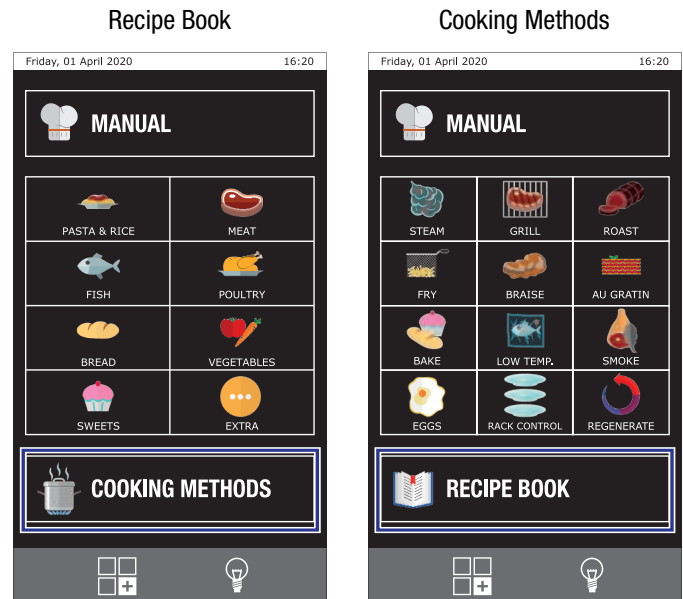 Recipe Book
Friday, 01 April 2020 16:20
MANUAL
PASTA & RICE MEAT
FISH POULTRY
BREAD VEGETABLES
SWEETS EXTRA
COOKING METHODS
Cooking Methods
Friday, 01 April 2020 16:20
MANUAL
STEAM GRILL ROAST
FRY BRAISE AU GRATIN
BAKE LOW TEMP. SMOKE
EGGS RACK CONTROL REGENERATE
RECIPE BOOK